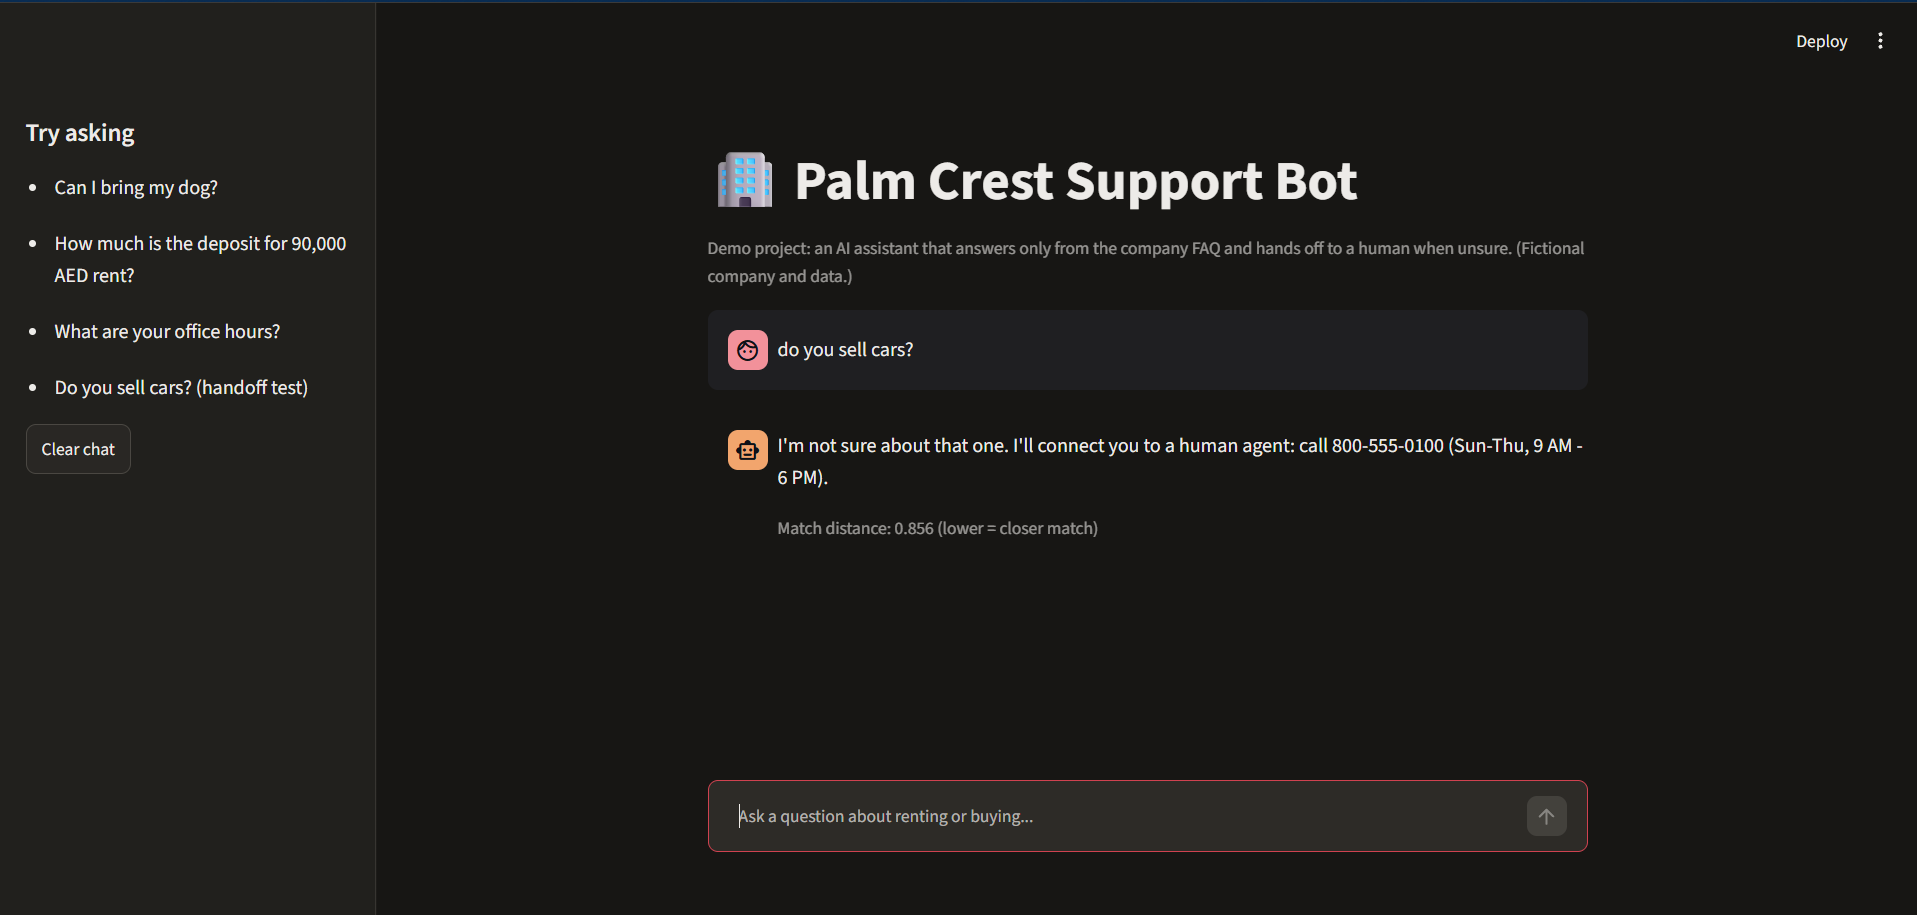 Deploy
Try asking
Can I bring my dog?
How much is the deposit for 90,000
AED rent?
What are your office hours?
Do you sell cars? (handoff test)
Clear chat
Palm Crest Support Bot
Demo project: an AI assistant that answers only from the company FAQ and hands off to a human when unsure. (Fictional
company and data.)
do you sell cars?
I'm not sure about that one. I'll connect you to a human agent: call 800-555-0100 (Sun-Thu, 9 AM -
6 PM).
Match distance: 0.856 (lower = closer match)
Ask a question about renting or buying...